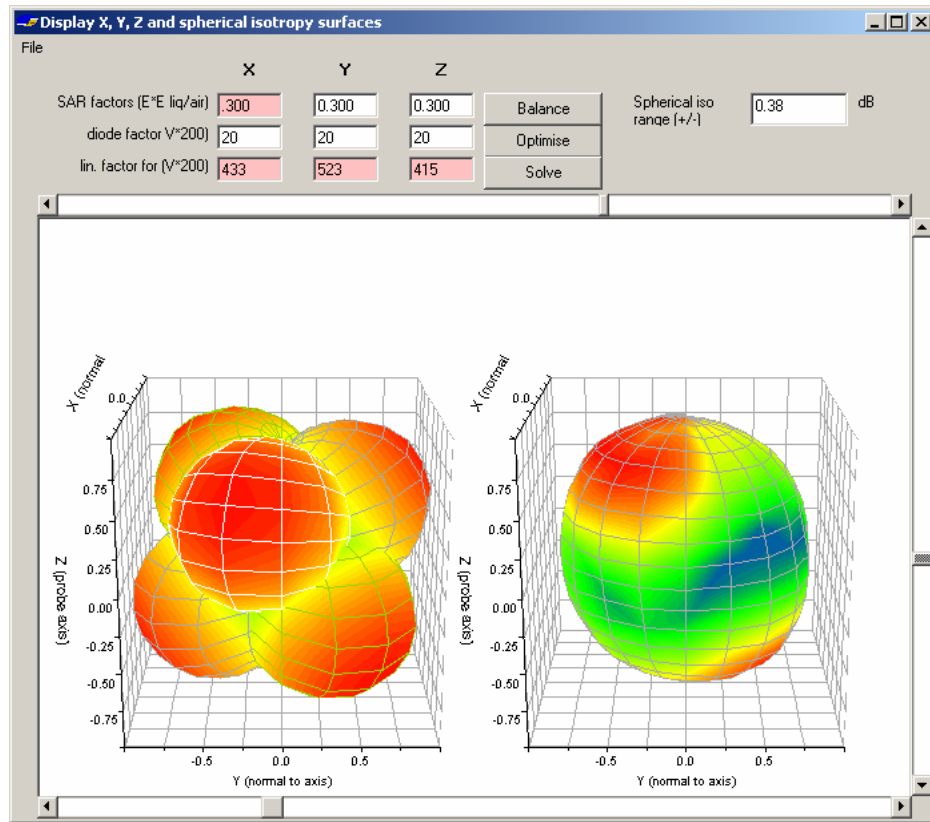 Display X, Y, Z and spherical isotropy surfaces
File
X Y Z
SAR factors (E*E liq/air) .300 0.300 0.300 Balance Spherical iso range (+/-) 0.38 dB
diode factor V*200) 20 20 20 Optimise
lin. factor for (V*200) 433 523 415 Solve
-X (normal
0.0
0.75
0.50
0.25
0.00
-0.25
-0.50
-0.75
Z (probe axis)
-0.5 0.0 0.5
Y (normal to axis)
-X (normal
0.0
0.75
0.50
0.25
0.00
-0.25
-0.50
-0.75
Z (probe axis)
-0.5 0.0 0.5
Y (normal to axis)